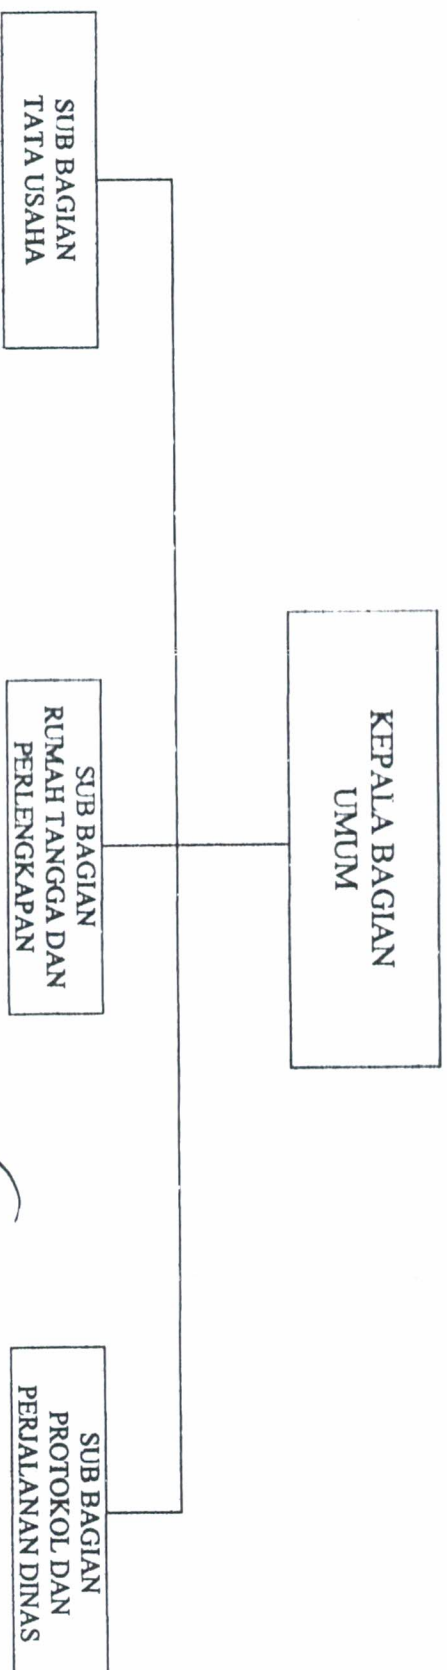 KEPALA BAGIAN
UMUM
SUB BAGIAN
TATA USAHA
SUB BAGIAN
RUMAH TANGGA DAN
PERLENGKAPAN
SUB BAGIAN
PROTOKOL DAN
PERJALANAN DINAS